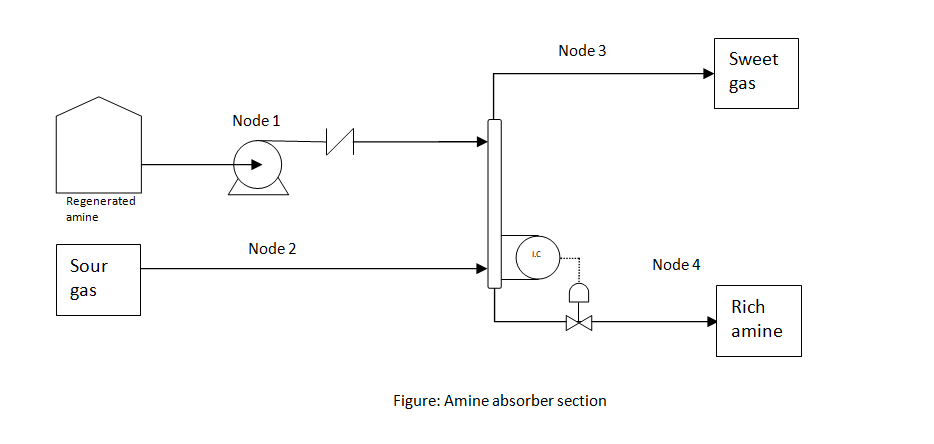 Node 3
Sweet
gas
Node 1
Regenerated
amine
Node 2
Sour
gas
I.C
Node 4
Rich
amine
Figure: Amine absorber section